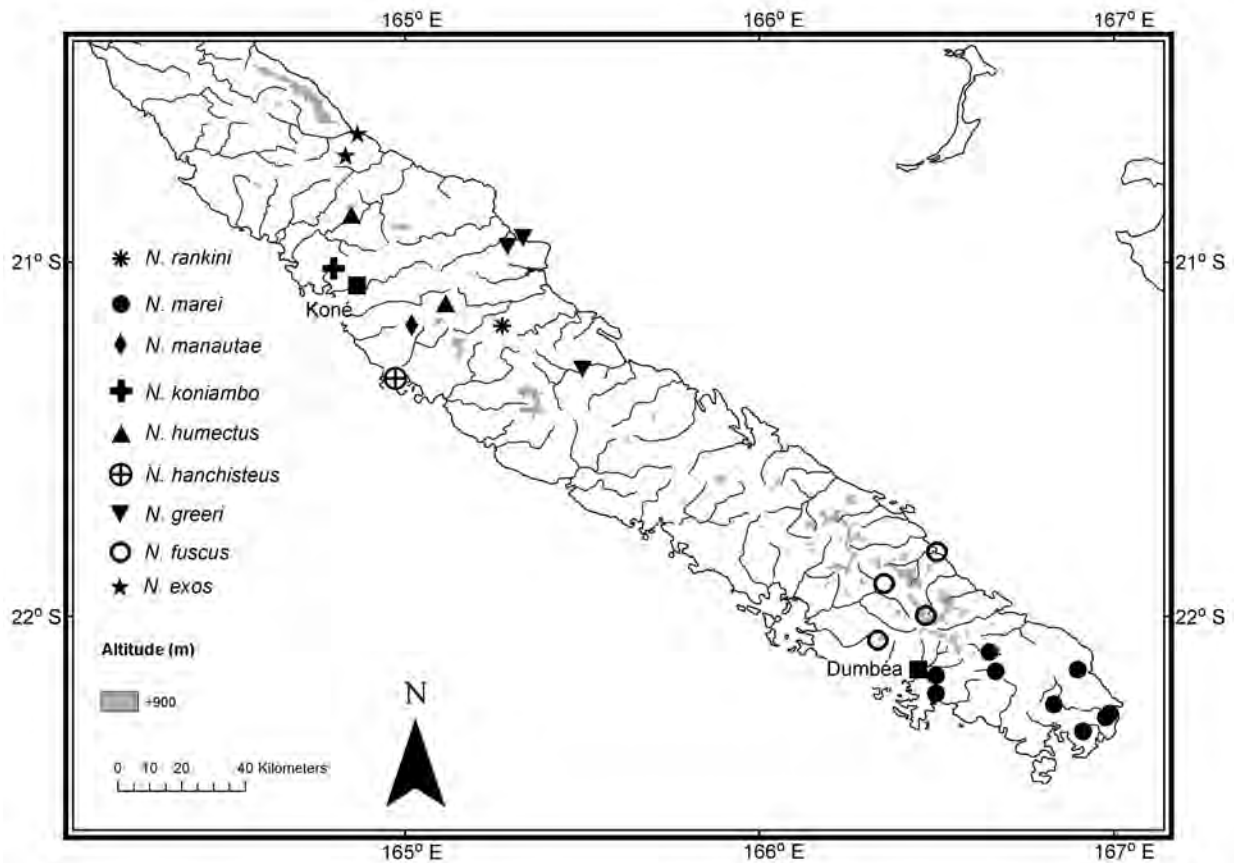 165° E
166° E
167° E
21° S
21° S
22° S
22° S
N. rankini
N. marei
N. manautae
N. koniambo
N. humectus
N. hanchisteus
N. greeri
N. fuscus
N. exos
Koné
Dumbéa
Altitude (m)
+900
N
0 10 20 40 Kilometers
165° E
166° E
167° E